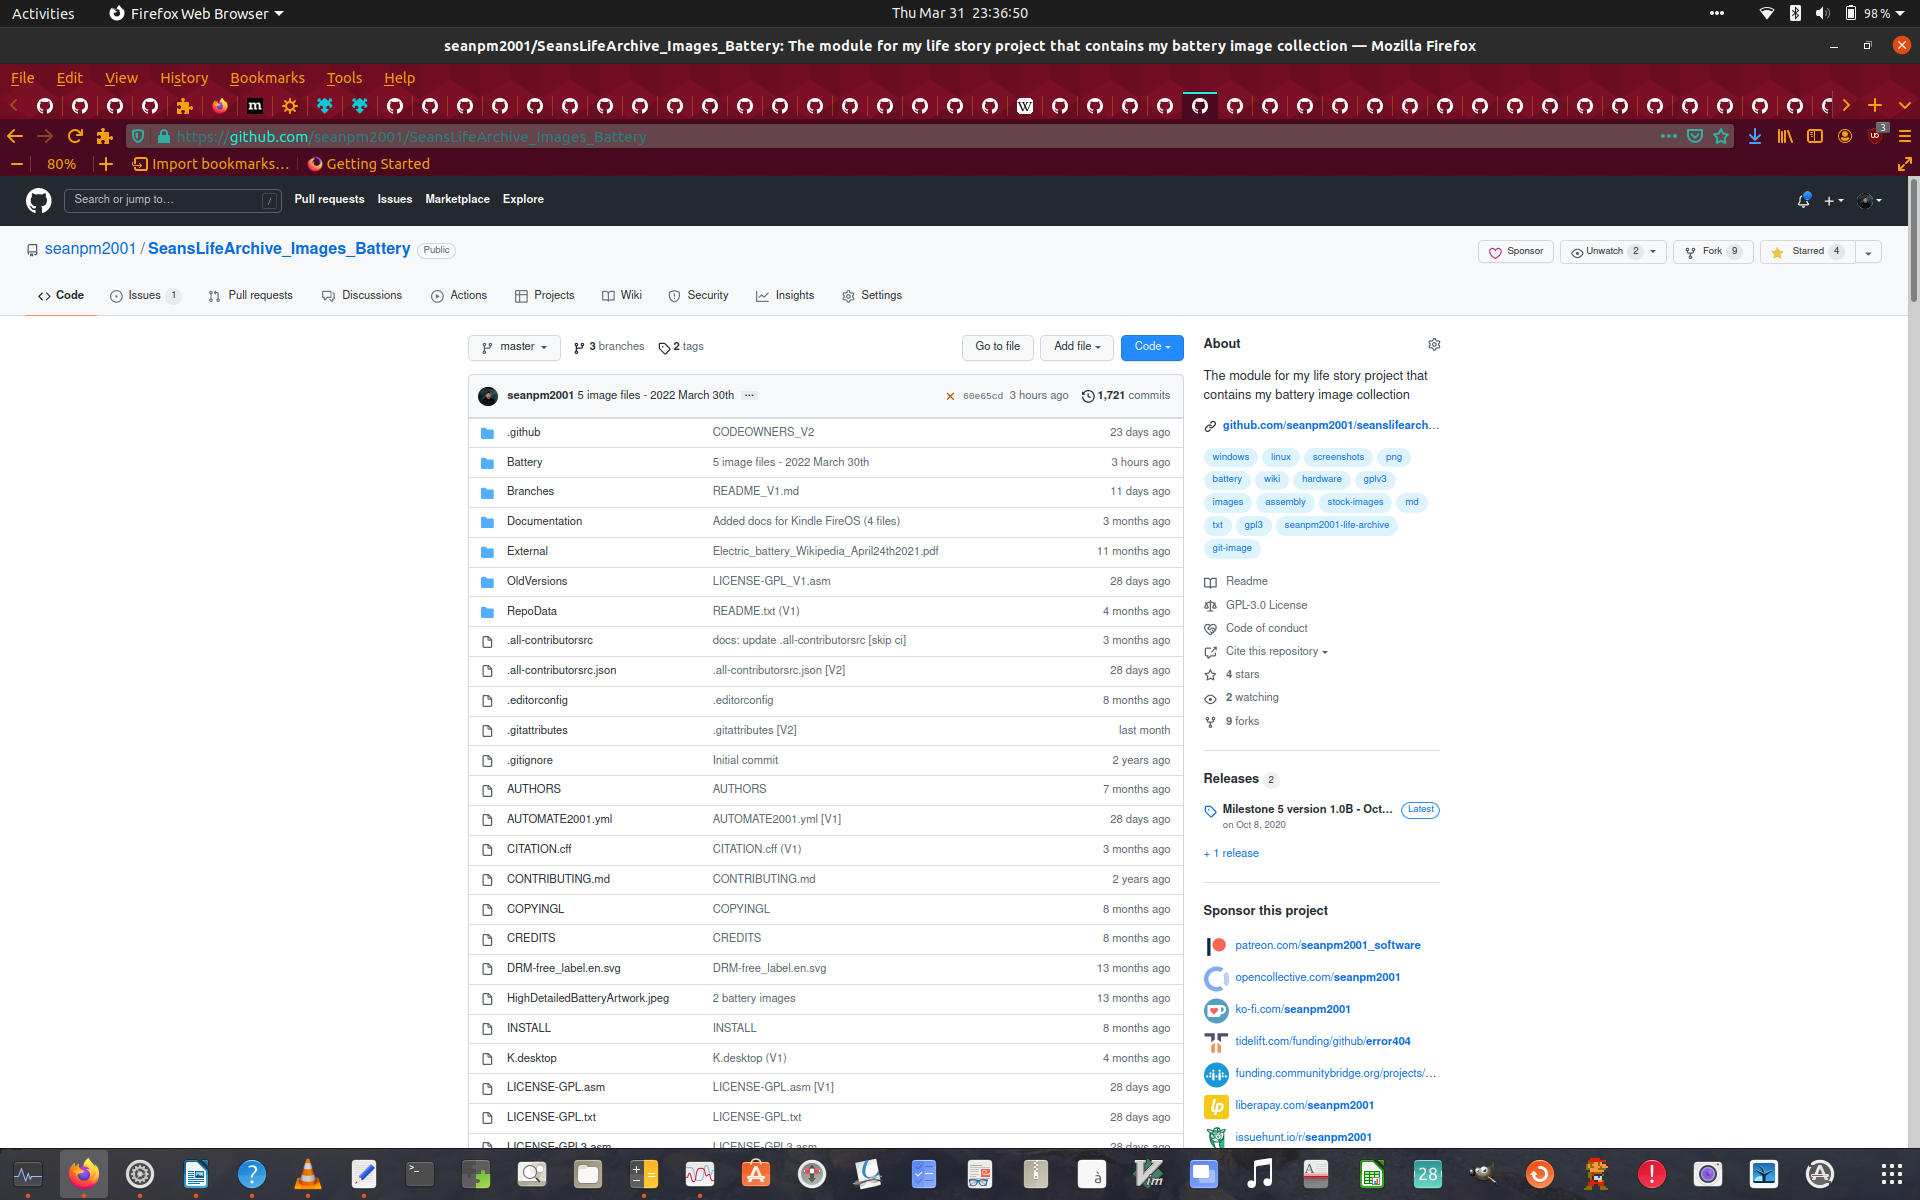 Activities Firefox Web Browser Thu Mar 31 23:36:50 98 %
seanpm2001/SeansLifeArchive_Images_Battery: The module for my life story project that contains my battery image collection — Mozilla Firefox
File Edit View History Bookmarks Tools Help
https://github.com/seanpm2001/SeansLifeArchive_Images_Battery 3
80% Import bookmarks… Getting Started
Search or jump to… / Pull requests Issues Marketplace Explore
seanpm2001 / SeansLifeArchive_Images_Battery Public Sponsor Unwatch 2 Fork 9 Starred 4
Code Issues 1 Pull requests Discussions Actions Projects Wiki Security Insights Settings
master 3 branches 2 tags Go to file Add file Code
seanpm2001 5 image files - 2022 March 30th ... 60e65cd 3 hours ago 1,721 commits
.github CODEOWNERS_V2 23 days ago
Battery 5 image files - 2022 March 30th 3 hours ago
Branches README_V1.md 11 days ago
Documentation Added docs for Kindle FireOS (4 files) 3 months ago
External Electric_battery_Wikipedia_April24th2021.pdf 11 months ago
OldVersions LICENSE-GPL_V1.asm 28 days ago
RepoData README.txt (V1) 4 months ago
.all-contributorsrc docs: update .all-contributorsrc [skip ci] 3 months ago
.all-contributorsrc.json .all-contributorsrc.json [V2] 28 days ago
.editorconfig .editorconfig 8 months ago
.gitattributes .gitattributes [V2] last month
.gitignore Initial commit 2 years ago
AUTHORS AUTHORS 7 months ago
AUTOMATE2001.yml AUTOMATE2001.yml [V1] 28 days ago
CITATION.cff CITATION.cff (V1) 3 months ago
CONTRIBUTING.md CONTRIBUTING.md 2 years ago
COPYINGL COPYINGL 8 months ago
CREDITS CREDITS 8 months ago
DRM-free_label.en.svg DRM-free_label.en.svg 13 months ago
HighDetailedBatteryArtwork.jpeg 2 battery images 13 months ago
INSTALL INSTALL 8 months ago
K.desktop K.desktop (V1) 4 months ago
LICENSE-GPL.asm LICENSE-GPL.asm [V1] 28 days ago
LICENSE-GPL.txt LICENSE-GPL.txt 28 days ago
LICENSE-GPL3.asm LICENSE-GPL3.asm 28 days ago
About
The module for my life story project that
contains my battery image collection
github.com/seanpm2001/seanslifearch…
windows linux screenshots png
battery wiki hardware gplv3
images assembly stock-images md
txt gpl3 seanpm2001-life-archive
git-image
Readme
GPL-3.0 License
Code of conduct
Cite this repository
4 stars
2 watching
9 forks
Releases 2
Milestone 5 version 1.0B - Oct… Latest
on Oct 8, 2020
+ 1 release
Sponsor this project
patreon.com/seanpm2001_software
opencollective.com/seanpm2001
ko-fi.com/seanpm2001
tidelift.com/funding/github/error404
funding.communitybridge.org/projects/…
liberapay.com/seanpm2001
issuehunt.io/r/seanpm2001
28